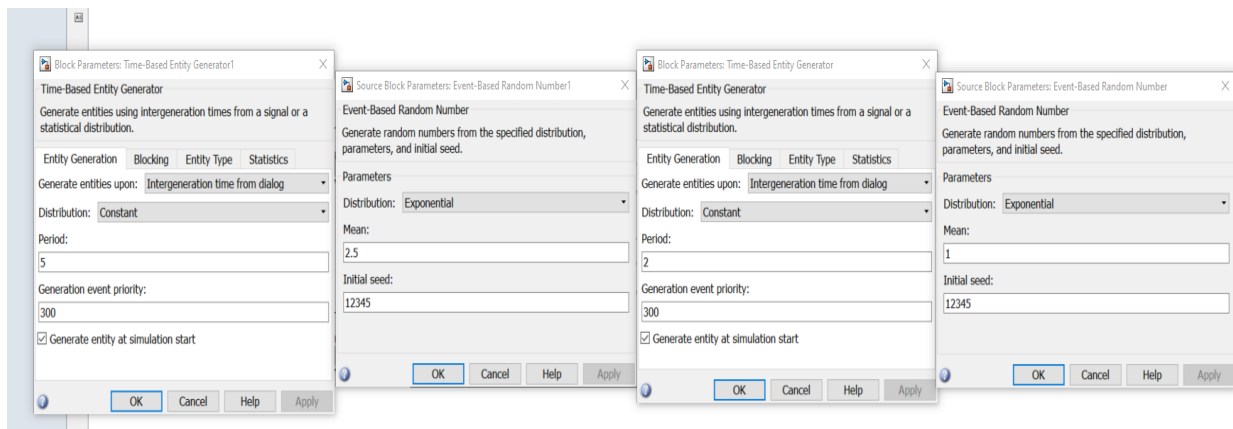 Block Parameters: Time-Based Entity Generator1
Time-Based Entity Generator
Generate entities using intergeneration times from a signal or a
statistical distribution.
Entity Generation Blocking Entity Type Statistics
Generate entities upon: Intergeneration time from dialog
Distribution: Constant
Period:
5
Generation event priority:
300
Generate entity at simulation start
OK Cancel Help Apply
Source Block Parameters: Event-Based Random Number1
Event-Based Random Number
Generate random numbers from the specified distribution,
parameters, and initial seed.
Parameters
Distribution: Exponential
Mean:
2.5
Initial seed:
12345
OK Cancel Help Apply
Block Parameters: Time-Based Entity Generator
Time-Based Entity Generator
Generate entities using intergeneration times from a signal or a
statistical distribution.
Entity Generation Blocking Entity Type Statistics
Generate entities upon: Intergeneration time from dialog
Distribution: Constant
Period:
2
Generation event priority:
300
Generate entity at simulation start
OK Cancel Help Apply
Source Block Parameters: Event-Based Random Number
Event-Based Random Number
Generate random numbers from the specified distribution,
parameters, and initial seed.
Parameters
Distribution: Exponential
Mean:
1
Initial seed:
12345
OK Cancel Help Apply